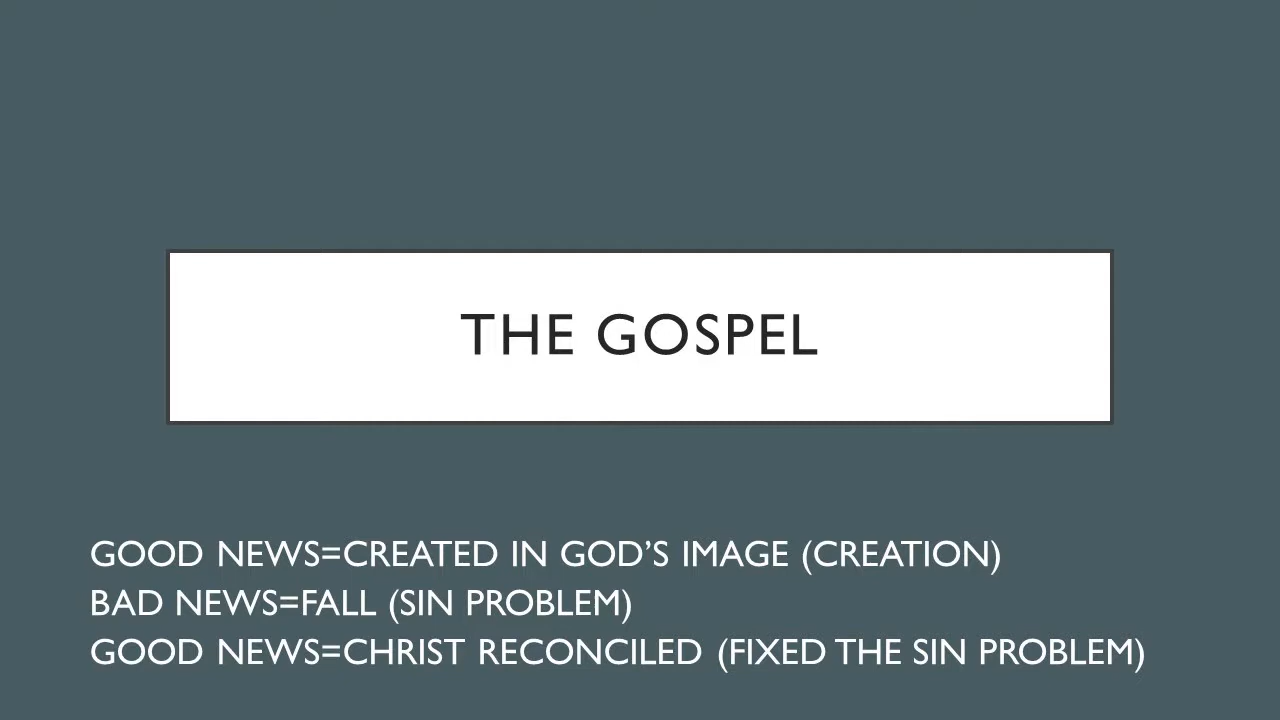 THE GOSPEL
GOOD NEWS=CREATED IN GOD’S IMAGE (CREATION)
BAD NEWS=FALL (SIN PROBLEM)
GOOD NEWS=CHRIST RECONCILED (FIXED THE SIN PROBLEM)